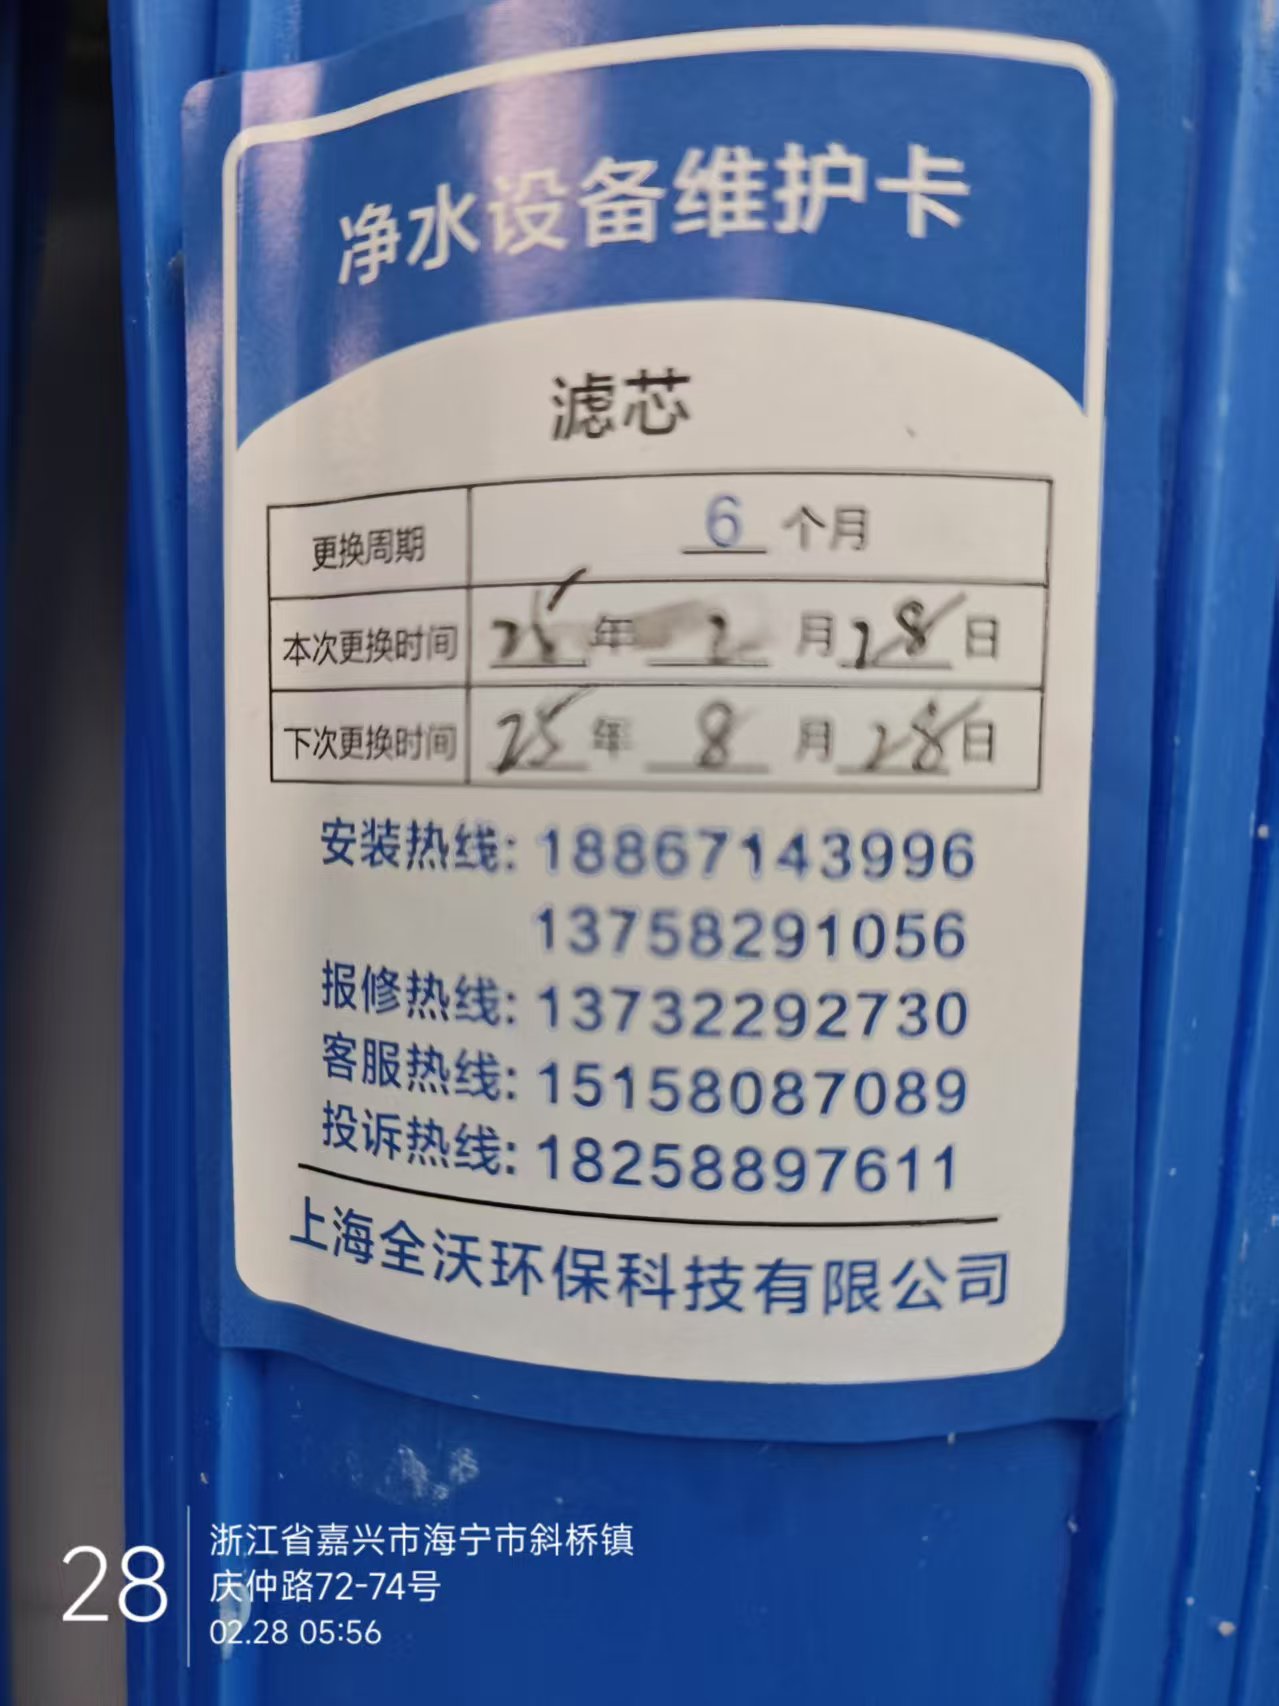 净水设备维护卡
滤芯
更换周期 6 个月
本次更换时间 25 年 2 月 28 日
下次更换时间 25 年 8 月 28 日
安装热线: 18867143996
13758291056
报修热线: 13732292730
客服热线: 15158087089
投诉热线: 18258897611
上海全沃环保科技有限公司
28
浙江省嘉兴市海宁市斜桥镇
庆仲路72-74号
02.28 05:56